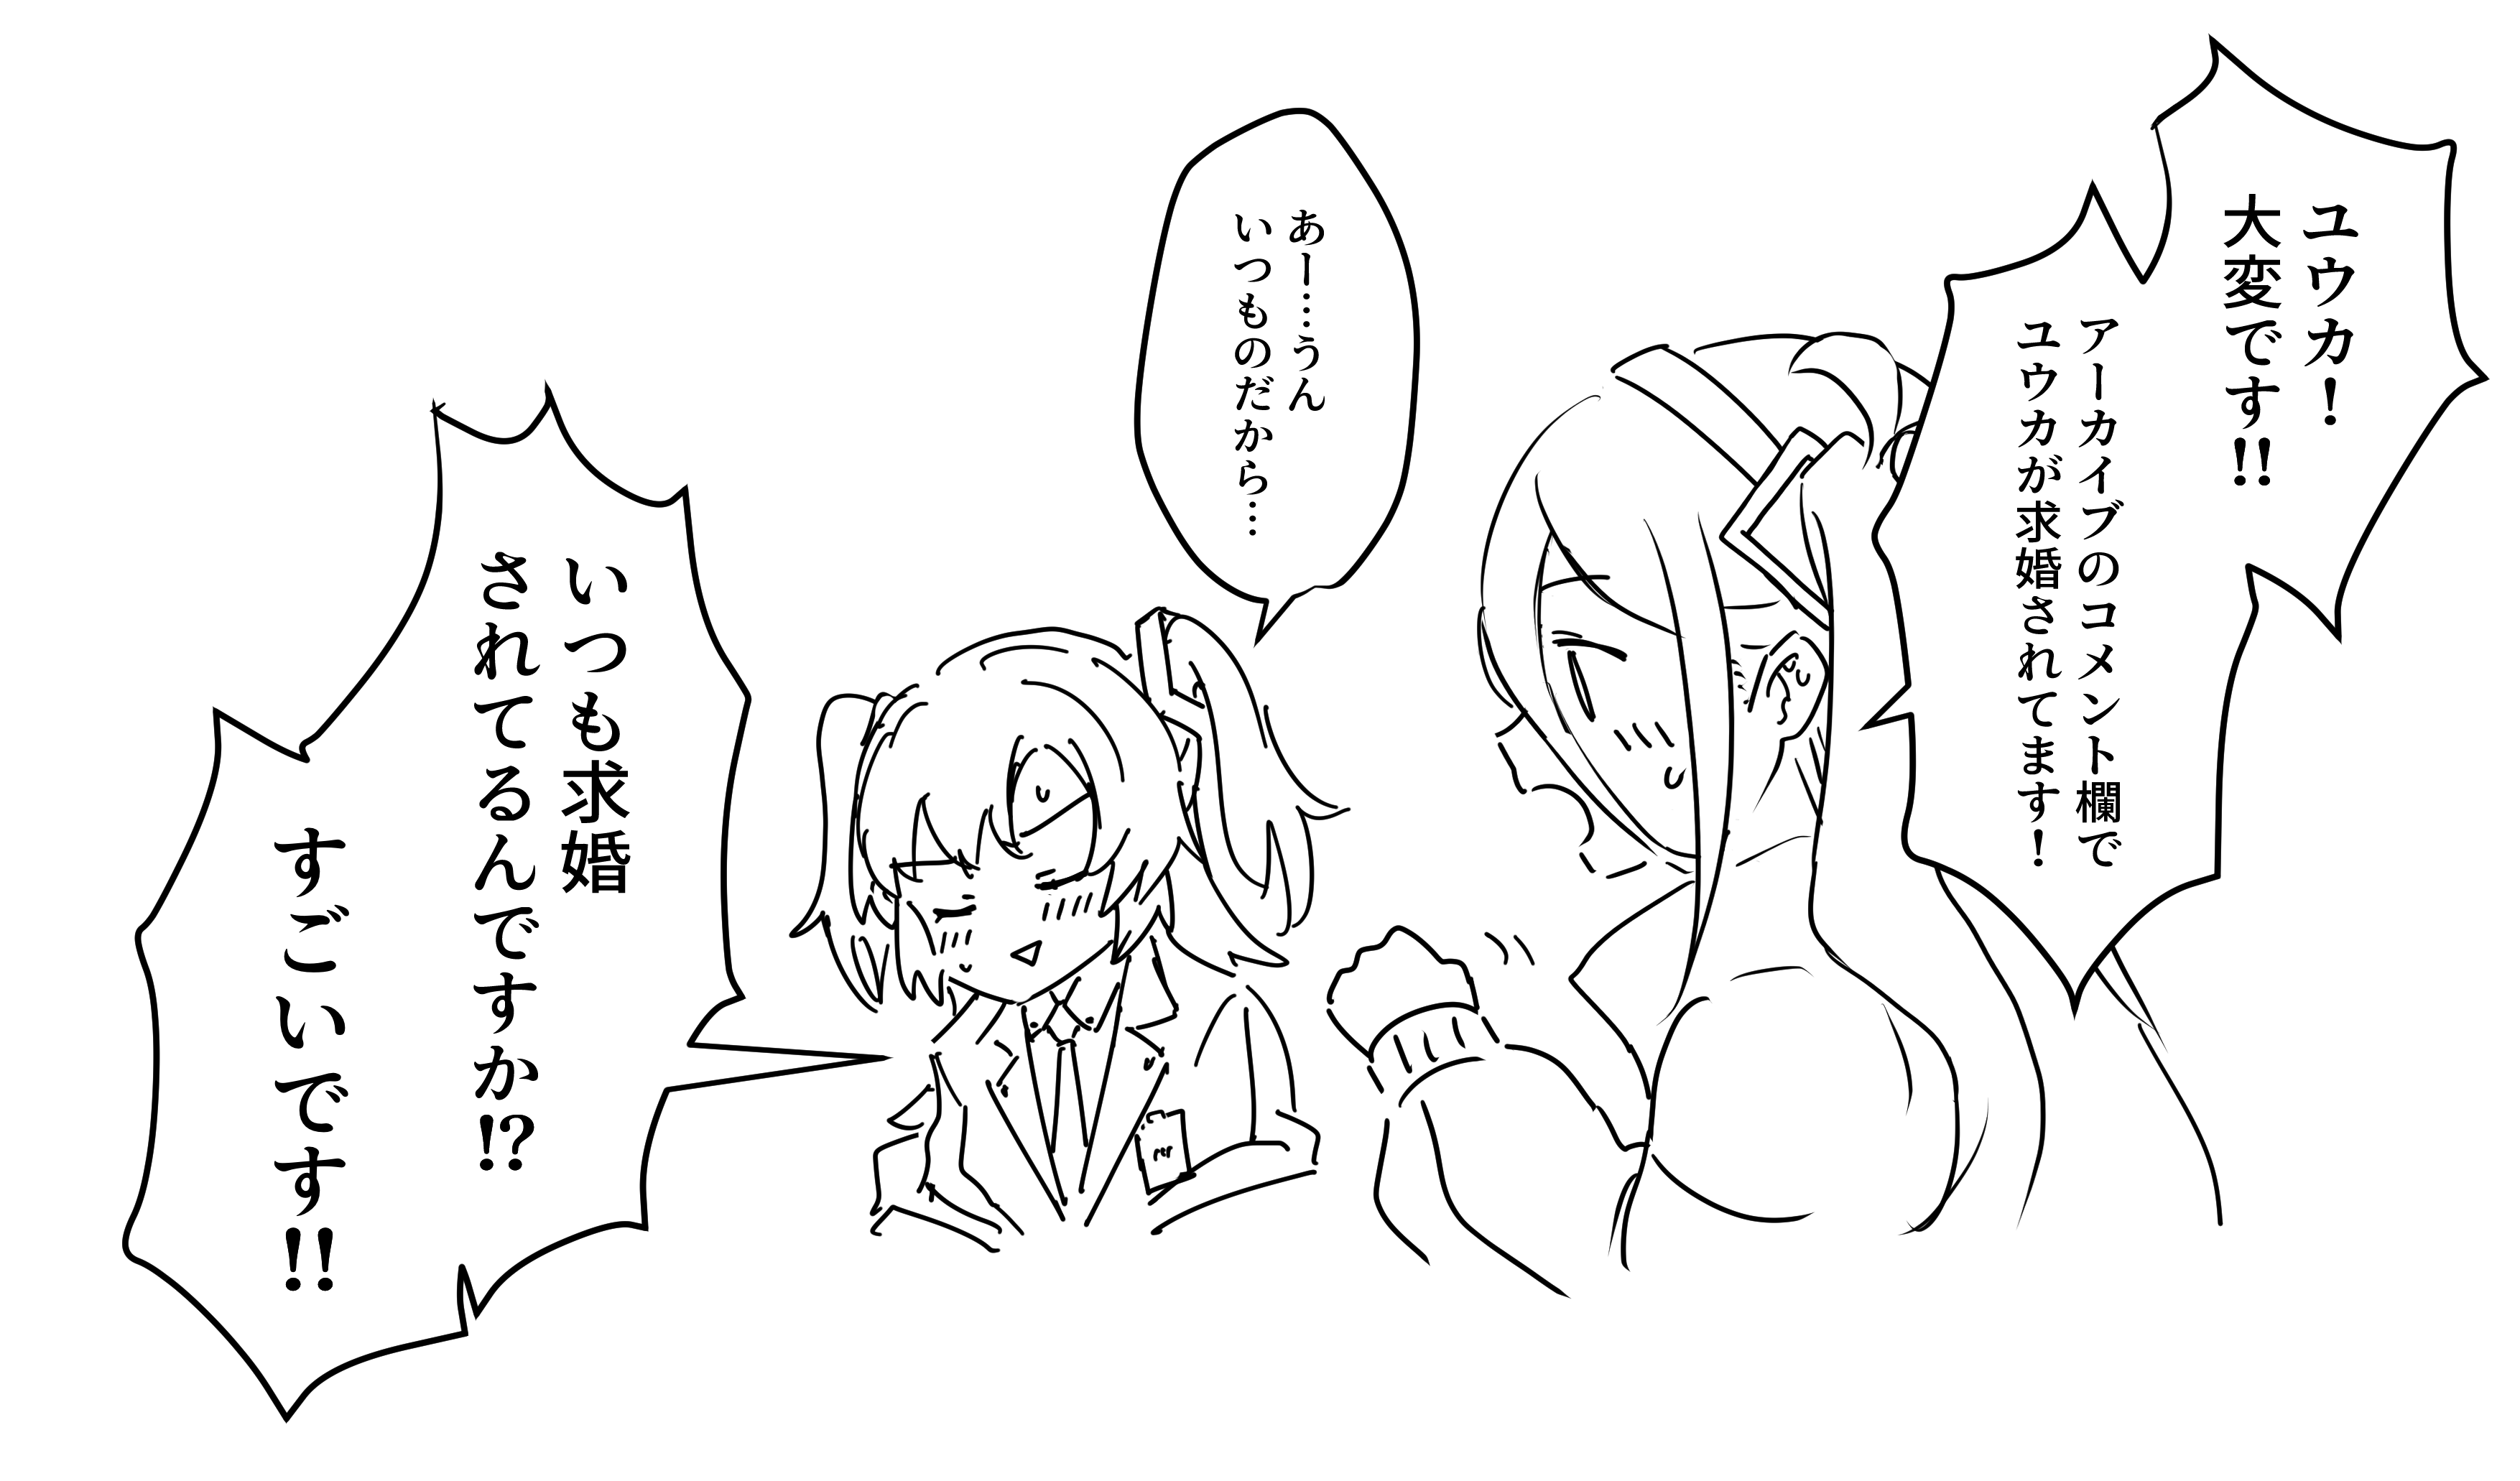 ユウカ！
大変です！！
アーカイブのコメント欄で
ユウカが求婚されてます！
あー……うん
いつものだから……
いつも求婚
されてるんですか！？
すごいです！！